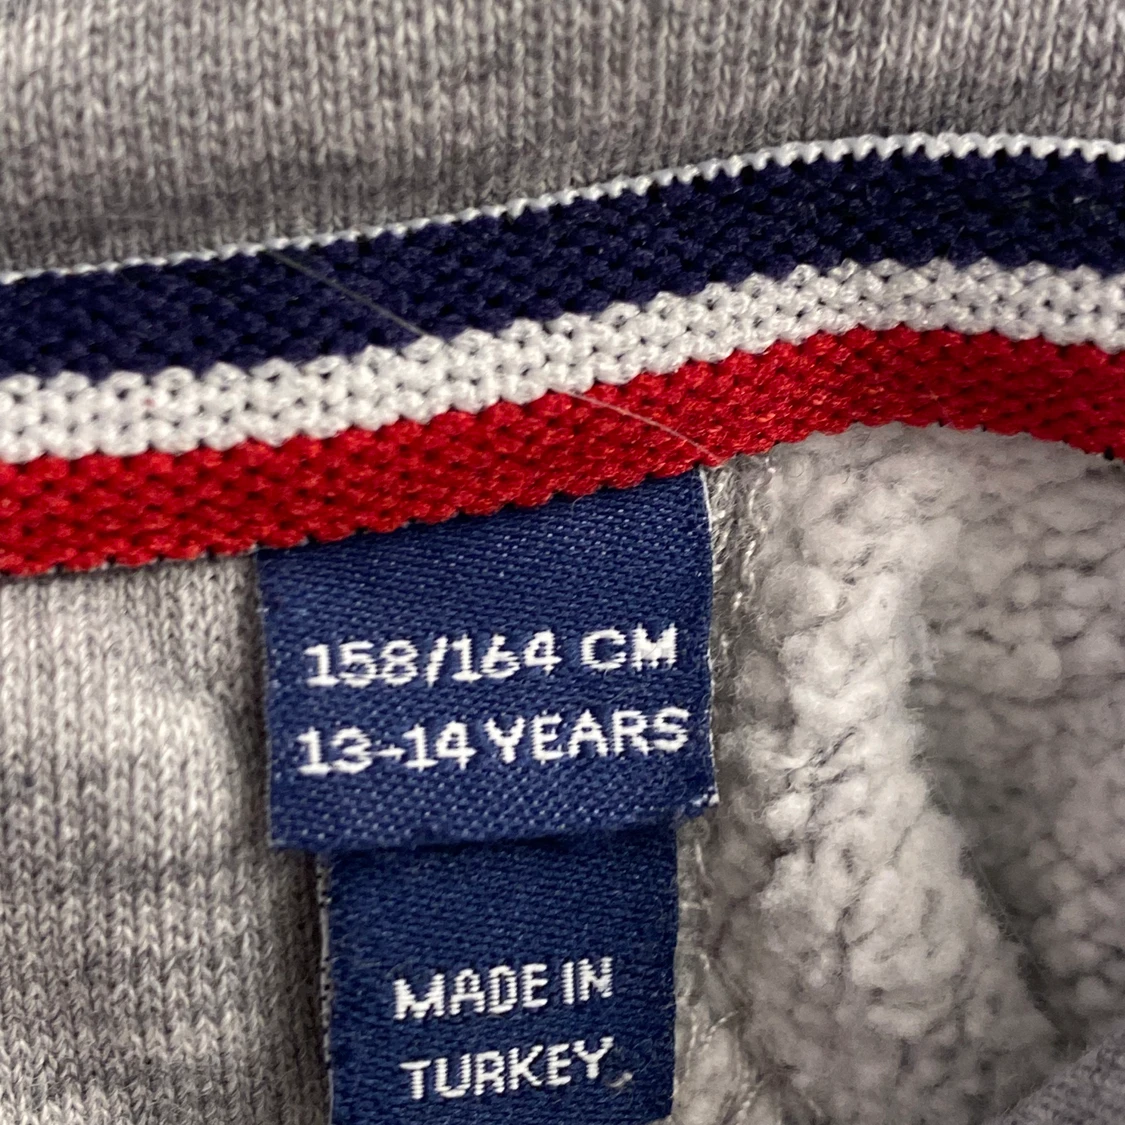 158/164 CM
13-14 YEARS
MADE IN
TURKEY